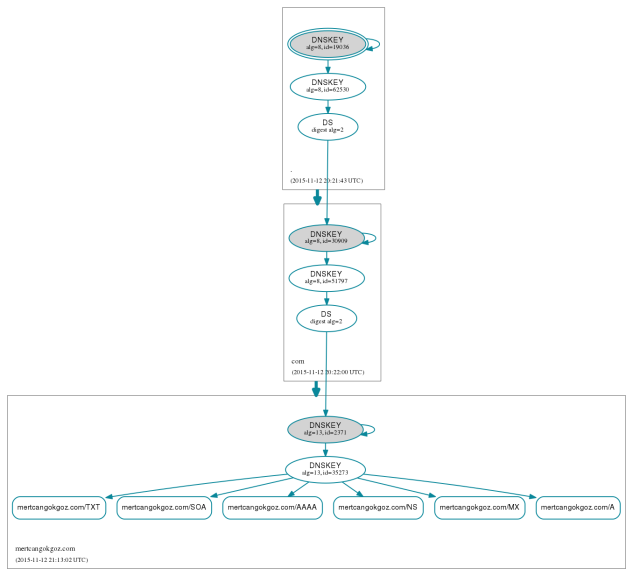 DNSKEY
alg=8, id=19036
DNSKEY
alg=8, id=62530
DS
digest alg=2
.
(2015-11-12 20:21:43 UTC)
DNSKEY
alg=8, id=30909
DNSKEY
alg=8, id=51797
DS
digest alg=2
com
(2015-11-12 20:22:00 UTC)
DNSKEY
alg=13, id=2371
DNSKEY
alg=13, id=35273
mertcangokgoz.com/TXT
mertcangokgoz.com/SOA
mertcangokgoz.com/AAAA
mertcangokgoz.com/NS
mertcangokgoz.com/MX
mertcangokgoz.com/A
mertcangokgoz.com
(2015-11-12 21:13:02 UTC)